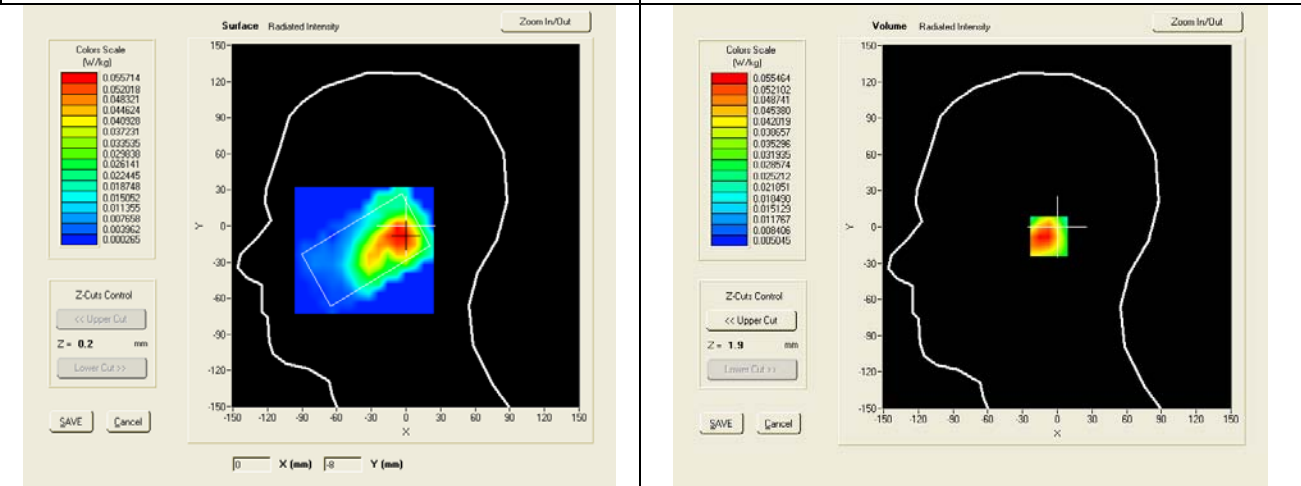 Surface Radiated Intensity
Zoom In/Out
Colors Scale
(W/kg)
0.055714
0.052018
0.048321
0.044624
0.040928
0.037231
0.033535
0.029838
0.026141
0.022445
0.018748
0.015052
0.011355
0.007658
0.003962
0.000265
Z-Cuts Control
<< Upper Cut
Z = 0.2 mm
Lower Cut >>
SAVE Cancel
150
120
90
60
30
0
-30
-60
-90
-120
-150
Y
-150 -120 -90 -60 -30 0 30 60 90 120 150
X
0 X (mm) -8 Y (mm)
Volume Radiated Intensity
Zoom In/Out
Colors Scale
(W/kg)
0.055464
0.052102
0.048741
0.045380
0.042019
0.038657
0.035296
0.031935
0.028574
0.025212
0.021851
0.018490
0.015129
0.011767
0.008406
0.005045
Z-Cuts Control
<< Upper Cut
Z = 1.9 mm
Lower Cut >>
SAVE Cancel
150
120
90
60
30
0
-30
-60
-90
-120
-150
Y
-150 -120 -90 -60 -30 0 30 60 90 120 150
X